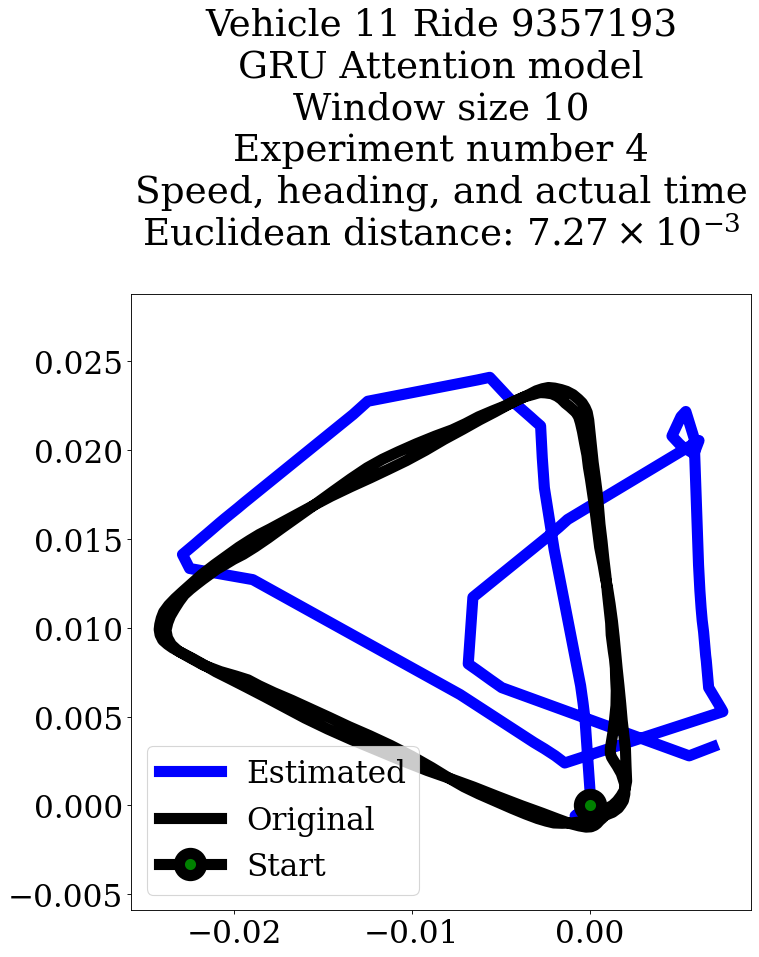 Vehicle 11 Ride 9357193
GRU Attention model
Window size 10
Experiment number 4
Speed, heading, and actual time
Euclidean distance: 7.27 × 10⁻³
0.025
0.020
0.015
0.010
0.005
0.000
−0.005
Estimated
Original
Start
−0.02 −0.01 0.00